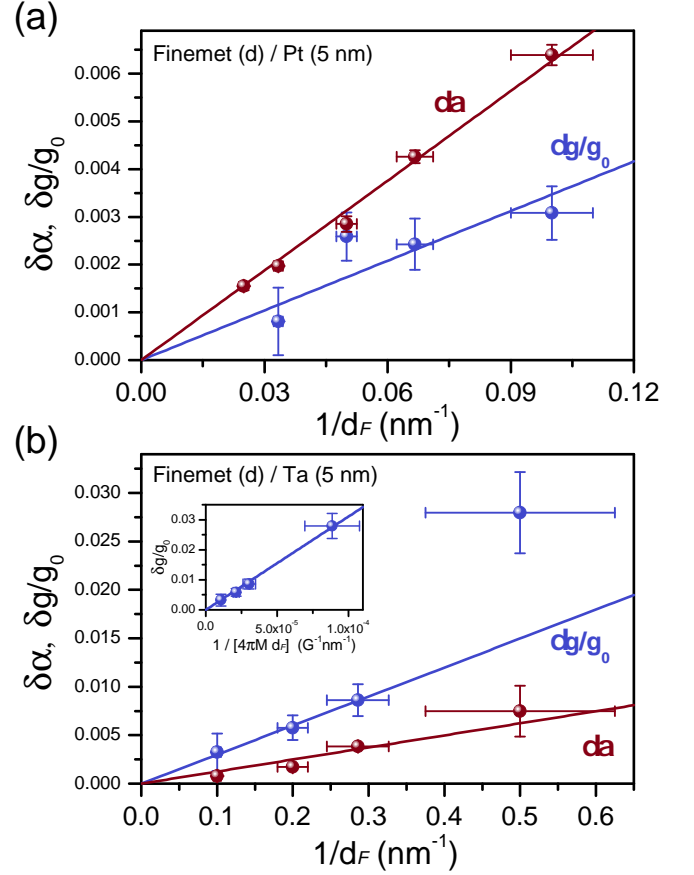 (a)
Finemet (d) / Pt (5 nm)
da
dg/g₀
δα, δg/g₀
0.006
0.005
0.004
0.003
0.002
0.001
0.000
0.00 0.03 0.06 0.09 0.12
1/dF (nm⁻¹)
(b)
Finemet (d) / Ta (5 nm)
δg/g₀
0.03
0.02
0.01
0.00
0.0 5.0x10⁻⁵ 1.0x10⁻⁴
1 / [4πM dF] (G⁻¹nm⁻¹)
dg/g₀
da
δα, δg/g₀
0.030
0.025
0.020
0.015
0.010
0.005
0.000
0.0 0.1 0.2 0.3 0.4 0.5 0.6
1/dF (nm⁻¹)